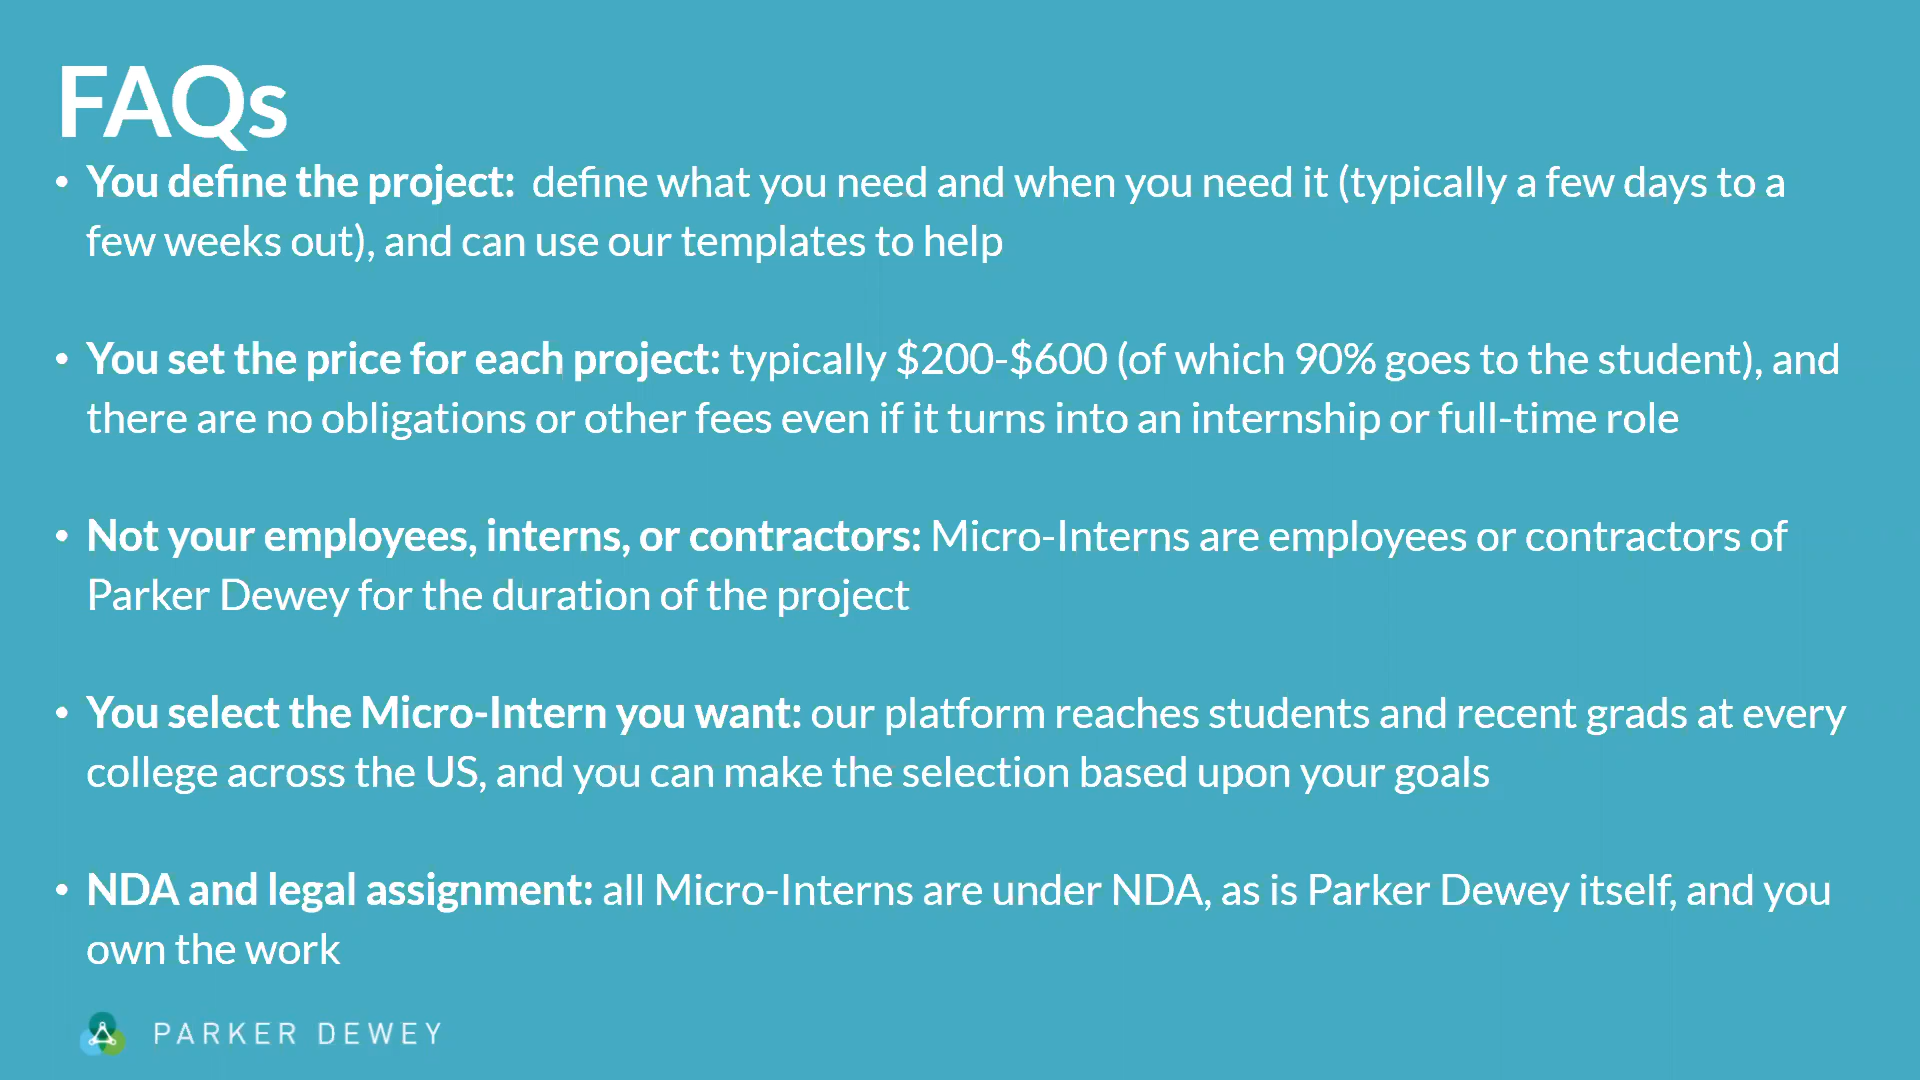 FAQs
• You define the project:  define what you need and when you need it (typically a few days to a
few weeks out), and can use our templates to help
• You set the price for each project: typically $200-$600 (of which 90% goes to the student), and
there are no obligations or other fees even if it turns into an internship or full-time role
• Not your employees, interns, or contractors: Micro-Interns are employees or contractors of
Parker Dewey for the duration of the project
• You select the Micro-Intern you want: our platform reaches students and recent grads at every
college across the US, and you can make the selection based upon your goals
• NDA and legal assignment: all Micro-Interns are under NDA, as is Parker Dewey itself, and you
own the work
PARKER DEWEY